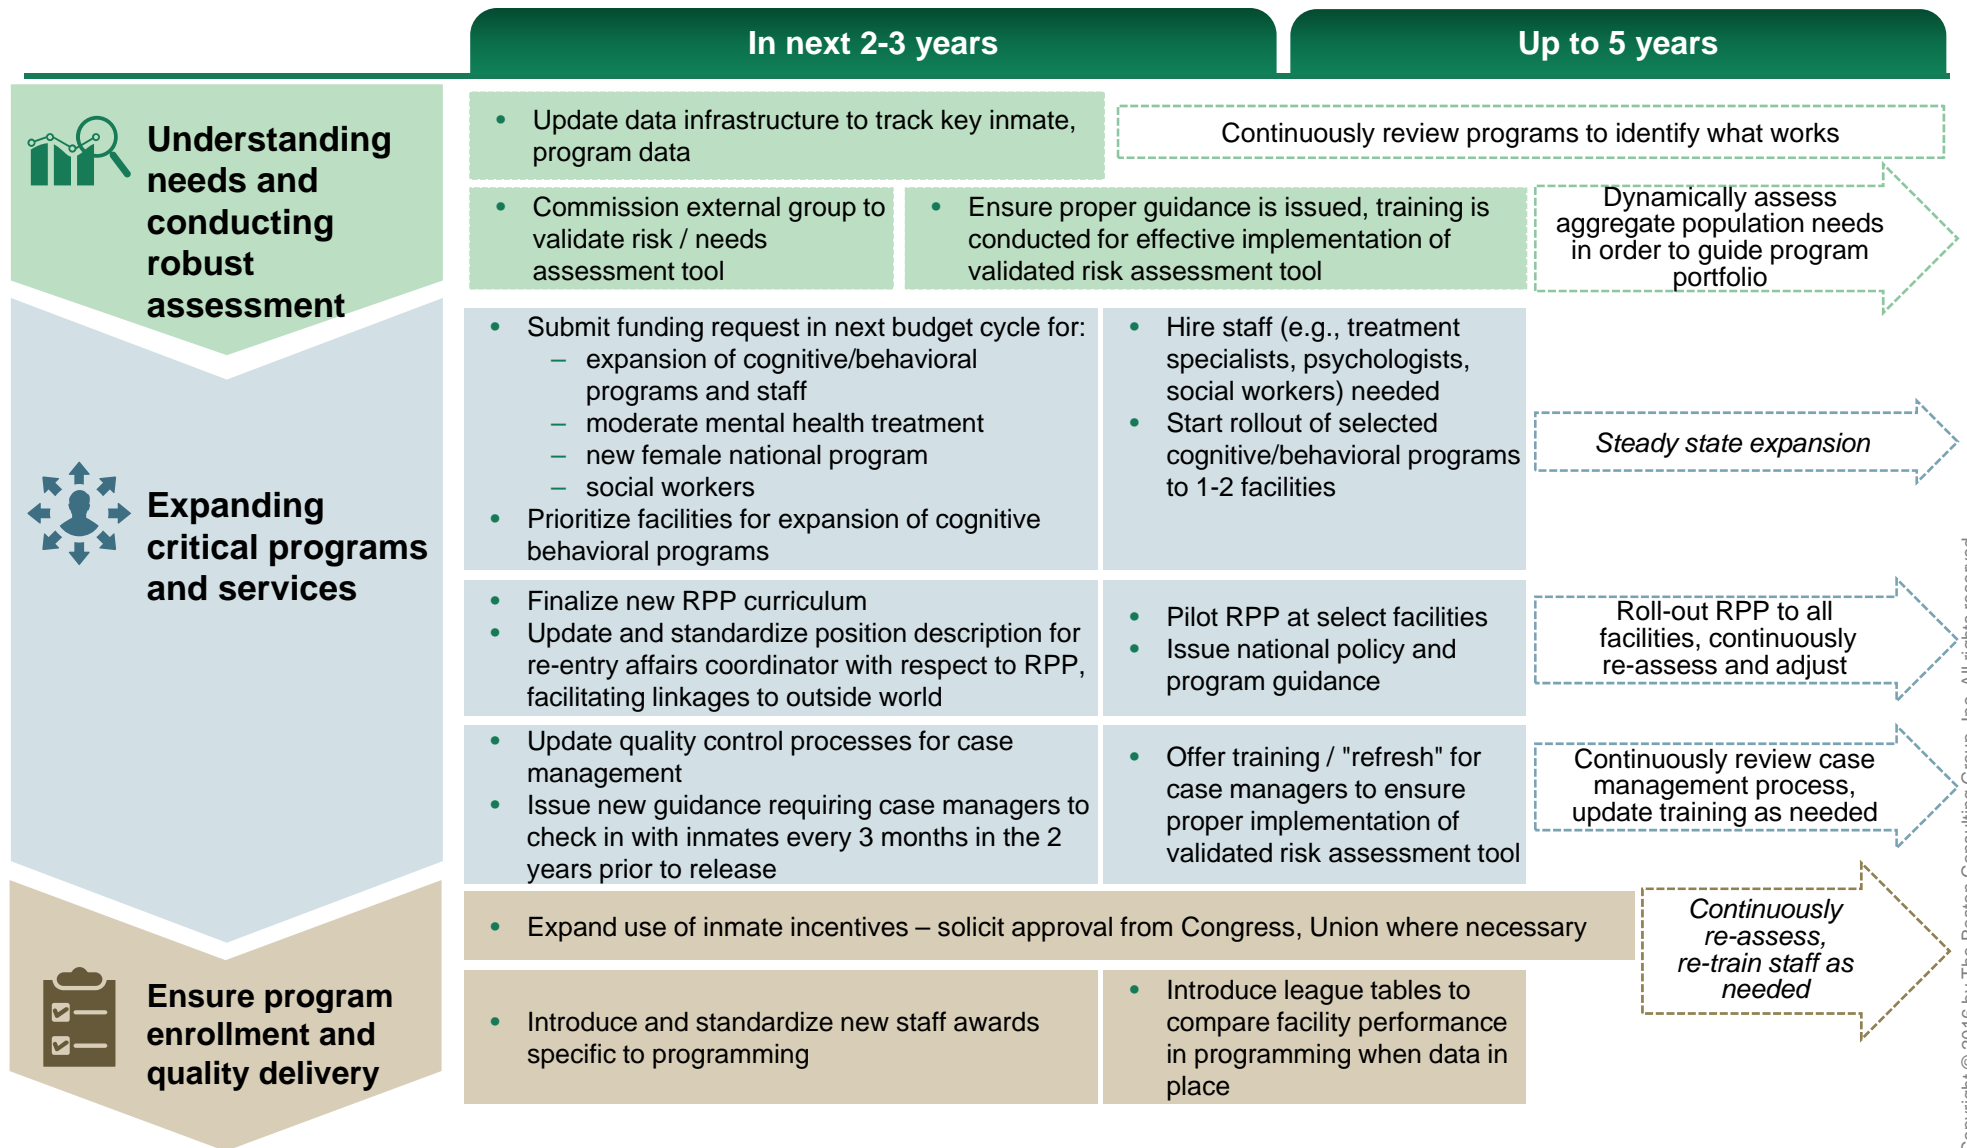 In next 2-3 years
Up to 5 years
Understanding
needs and
conducting
robust
assessment
• Update data infrastructure to track key inmate,
program data
Continuously review programs to identify what works
• Commission external group to
validate risk / needs
assessment tool
• Ensure proper guidance is issued, training is
conducted for effective implementation of
validated risk assessment tool
Dynamically assess
aggregate population needs
in order to guide program
portfolio
Expanding
critical programs
and services
• Submit funding request in next budget cycle for:
– expansion of cognitive/behavioral
programs and staff
– moderate mental health treatment
– new female national program
– social workers
• Prioritize facilities for expansion of cognitive
behavioral programs
• Hire staff (e.g., treatment
specialists, psychologists,
social workers) needed
• Start rollout of selected
cognitive/behavioral programs
to 1-2 facilities
Steady state expansion
• Finalize new RPP curriculum
• Update and standardize position description for
re-entry affairs coordinator with respect to RPP,
facilitating linkages to outside world
• Pilot RPP at select facilities
• Issue national policy and
program guidance
Roll-out RPP to all
facilities, continuously
re-assess and adjust
• Update quality control processes for case
management
• Issue new guidance requiring case managers to
check in with inmates every 3 months in the 2
years prior to release
• Offer training / "refresh" for
case managers to ensure
proper implementation of
validated risk assessment tool
Continuously review case
management process,
update training as needed
Ensure program
enrollment and
quality delivery
• Expand use of inmate incentives – solicit approval from Congress, Union where necessary
Continuously
re-assess,
re-train staff as
needed
• Introduce and standardize new staff awards
specific to programming
• Introduce league tables to
compare facility performance
in programming when data in
place
Copyright © 2016 by The Boston Consulting Group, Inc. All rights reserved.